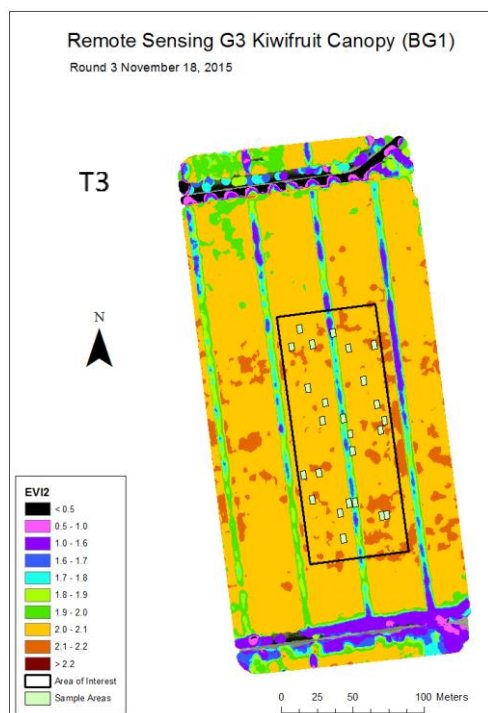 Remote Sensing G3 Kiwifruit Canopy (BG1)
Round 3 November 18, 2015
T3
N
EVI2
< 0.5
0.5 - 1.0
1.0 - 1.6
1.6 - 1.7
1.7 - 1.8
1.8 - 1.9
1.9 - 2.0
2.0 - 2.1
2.1 - 2.2
> 2.2
Area of Interest
Sample Areas
0 25 50 100 Meters